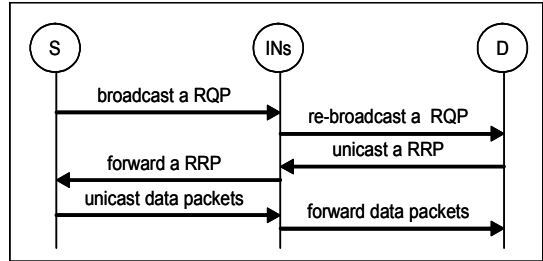 S
INs
D
broadcast a RQP
re-broadcast a RQP
unicast a RRP
forward a RRP
unicast data packets
forward data packets